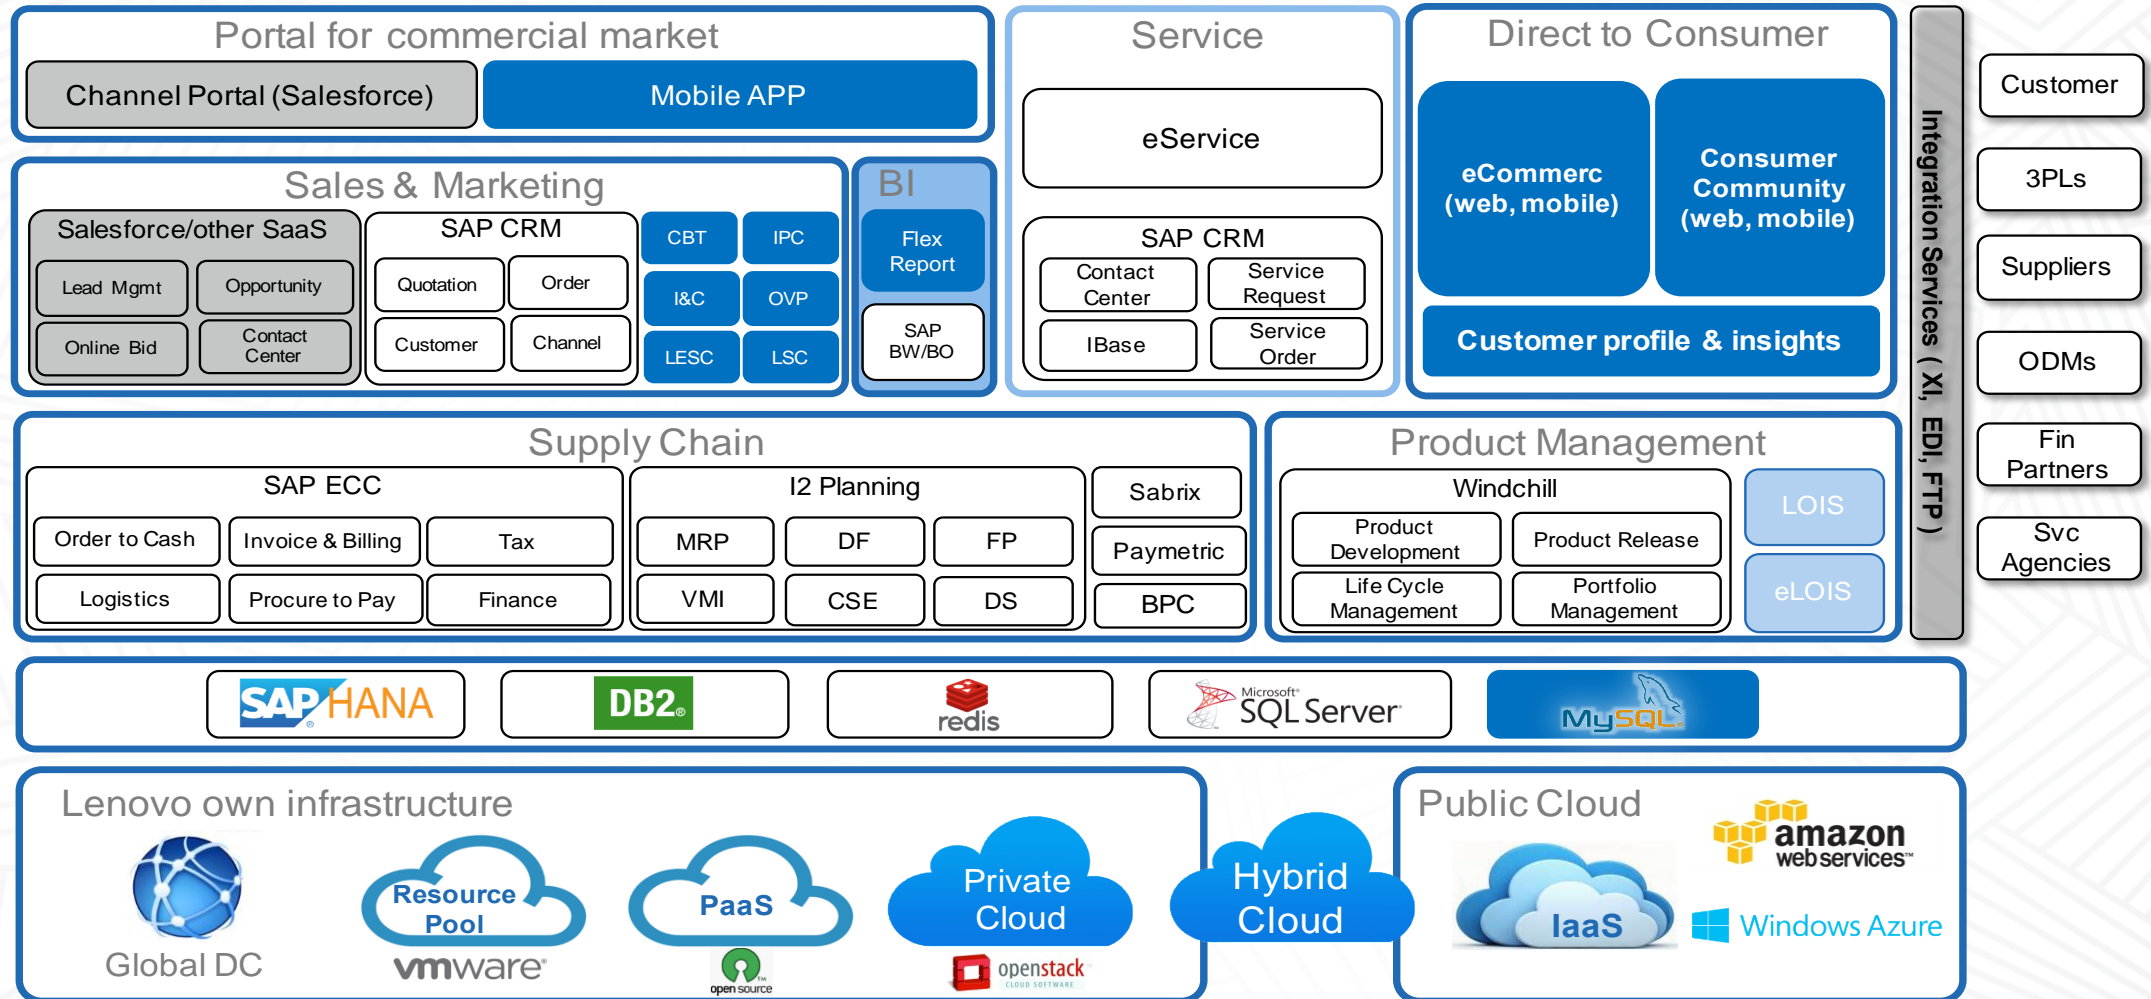 Portal for commercial market
Channel Portal (Salesforce)
Mobile APP
Service
eService
SAP CRM
Contact
Center
Service
Request
IBase
Service
Order
Direct to Consumer
eCommerc
(web, mobile)
Consumer
Community
(web, mobile)
Customer profile & insights
Sales & Marketing
Salesforce/other SaaS
Lead Mgmt
Opportunity
Online Bid
Contact
Center
SAP CRM
Quotation
Order
Customer
Channel
CBT
IPC
I&C
OVP
LESC
LSC
BI
Flex
Report
SAP
BW/BO
Supply Chain
SAP ECC
Order to Cash
Invoice & Billing
Tax
Logistics
Procure to Pay
Finance
I2 Planning
MRP
DF
FP
VMI
CSE
DS
Sabrix
Paymetric
BPC
Product Management
Windchill
Product
Development
Product Release
Life Cycle
Management
Portfolio
Management
LOIS
eLOIS
Integration Services ( XI, EDI, FTP )
Customer
3PLs
Suppliers
ODMs
Fin
Partners
Svc
Agencies
SAP HANA
DB2
redis
Microsoft
SQL Server
MySQL
Lenovo own infrastructure
Global DC
Resource
Pool
vmware
PaaS
open source
Private
Cloud
openstack
CLOUD SOFTWARE
Hybrid
Cloud
Public Cloud
IaaS
amazon
web services
Windows Azure